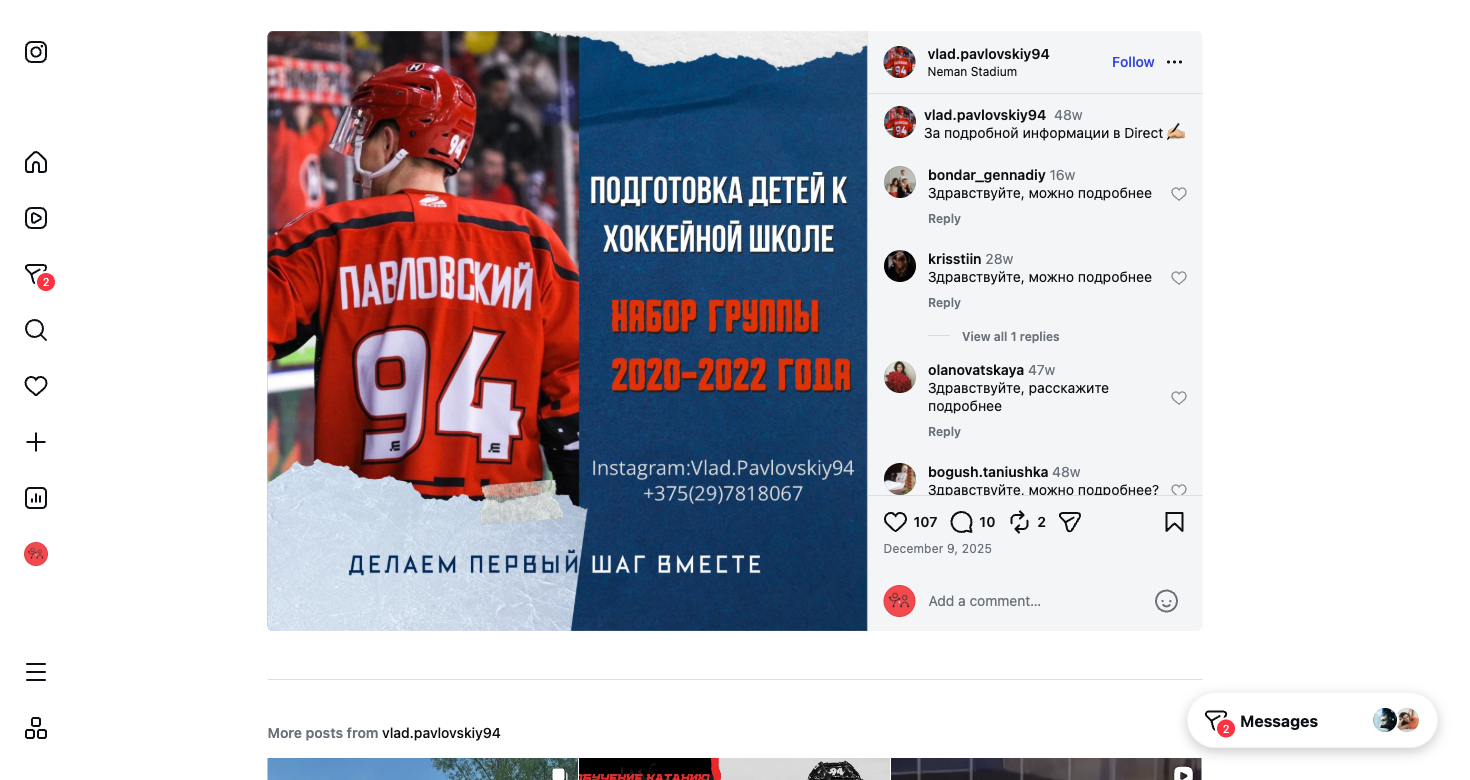 ПАВЛОВСКИЙ
94
94
ПОДГОТОВКА ДЕТЕЙ К
ХОККЕЙНОЙ ШКОЛЕ
НАБОР ГРУППЫ
2020-2022 ГОДА
Instagram:Vlad.Pavlovskiy94
+375(29)7818067
ДЕЛАЕМ ПЕРВЫЙ ШАГ ВМЕСТЕ
vlad.pavlovskiy94
Neman Stadium
Follow
vlad.pavlovskiy94 48w
За подробной информации в Direct
bondar_gennadiy 16w
Здравствуйте, можно подробнее
Reply
krisstiin 28w
Здравствуйте, можно подробнее
Reply
View all 1 replies
olanovatskaya 47w
Здравствуйте, расскажите
подробнее
Reply
bogush.taniushka 48w
Здравствуйте, можно подробнее?
107 10 2
December 9, 2025
Add a comment...
2
More posts from vlad.pavlovskiy94
2 Messages
ОБУЧЕНИЕ КАТАНИЮ
94